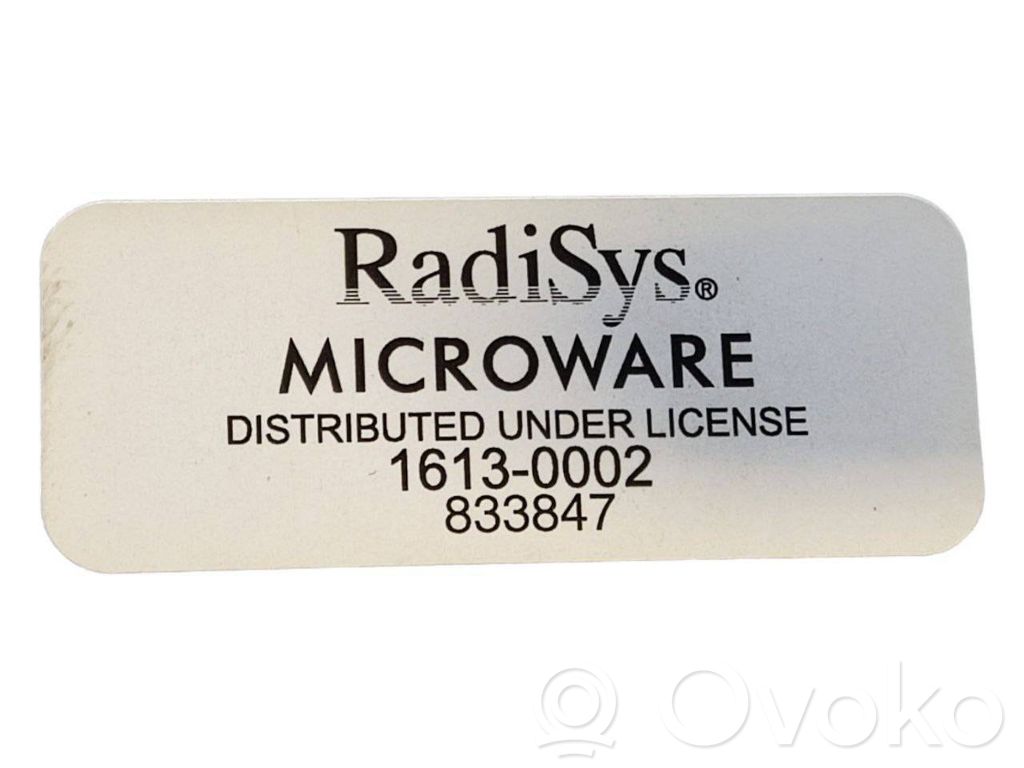 RadiSys®
MICROWARE
DISTRIBUTED UNDER LICENSE
1613-0002
833847
Ovoko